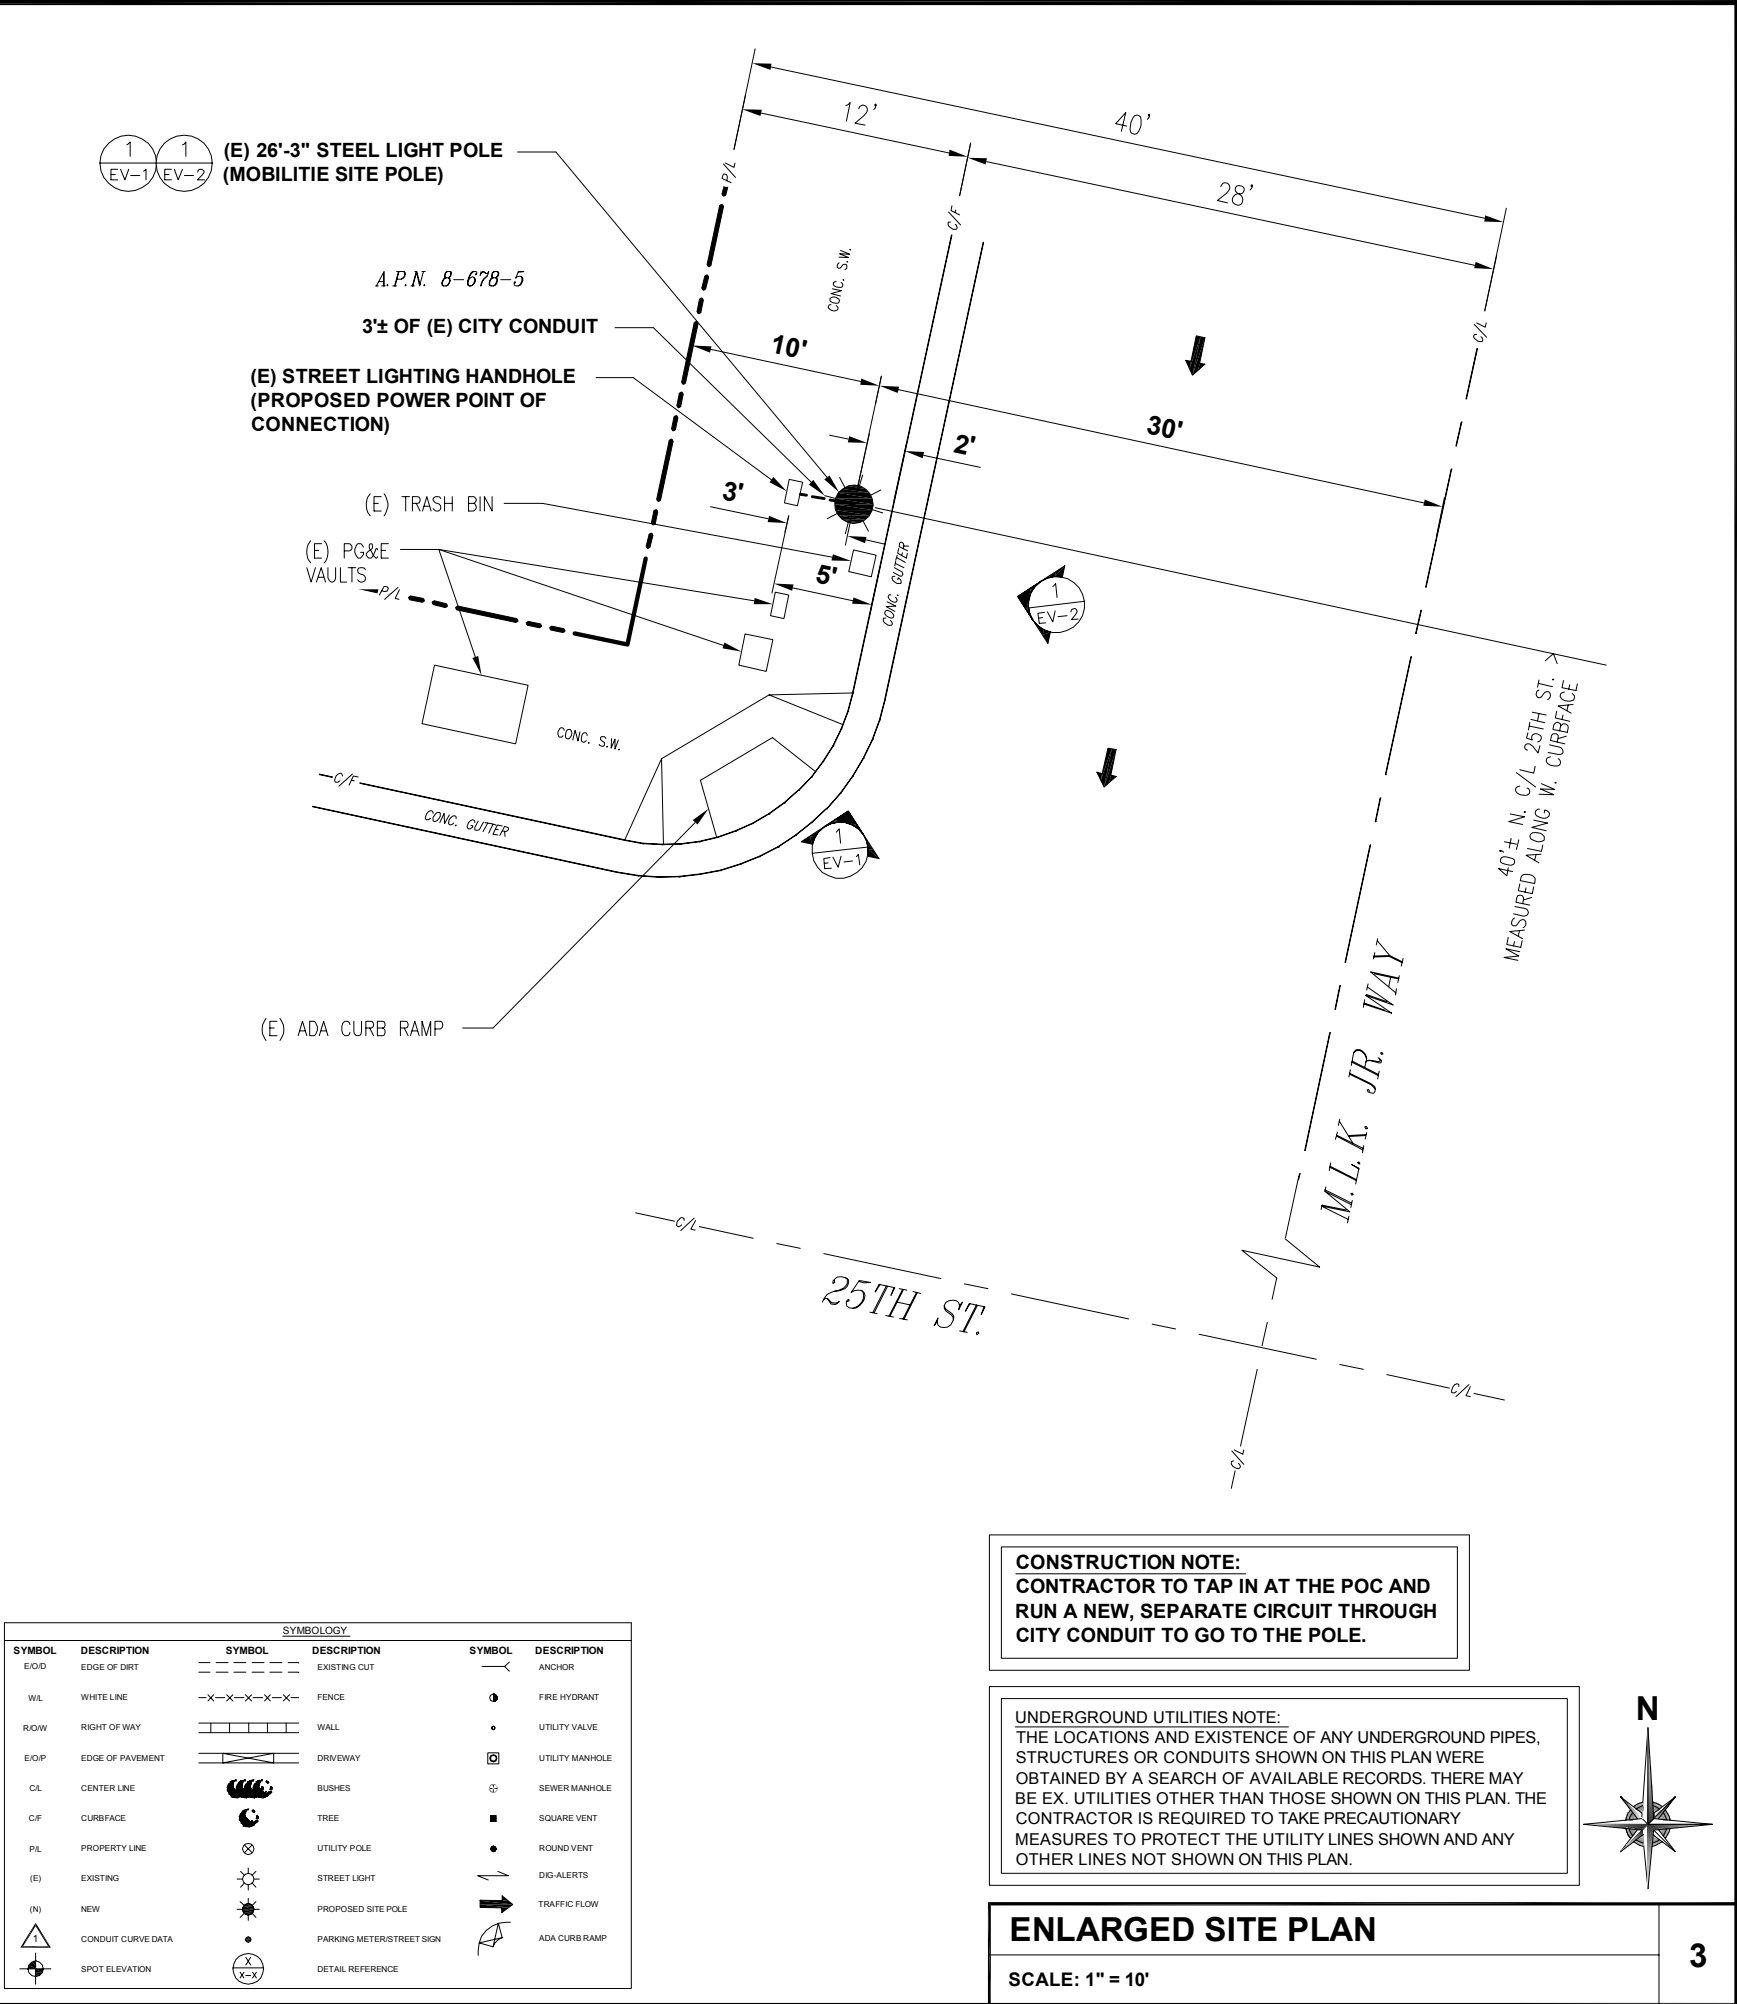 12'
40'
28'
1
EV-1
1
EV-2
(E) 26'-3" STEEL LIGHT POLE
(MOBILITIE SITE POLE)
P/L
C/F
CONC. S.W.
C/L
A.P.N. 8-678-5
3'± OF (E) CITY CONDUIT
10'
(E) STREET LIGHTING HANDHOLE
(PROPOSED POWER POINT OF
CONNECTION)
30'
2'
3'
(E) TRASH BIN
(E) PG&E
VAULTS
P/L
5'
CONC. GUTTER
1
EV-2
40'± N. C/L 25TH ST.
MEASURED ALONG W. CURBFACE
CONC. S.W.
C/F
CONC. GUTTER
1
EV-1
(E) ADA CURB RAMP
M.L.K. JR. WAY
C/L
25TH ST.
C/L
C/L
CONSTRUCTION NOTE:
CONTRACTOR TO TAP IN AT THE POC AND
RUN A NEW, SEPARATE CIRCUIT THROUGH
CITY CONDUIT TO GO TO THE POLE.
SYMBOLOGY
SYMBOL DESCRIPTION SYMBOL DESCRIPTION SYMBOL DESCRIPTION
E/O/D EDGE OF DIRT EXISTING CUT ANCHOR
W/L WHITE LINE FENCE FIRE HYDRANT
R/O/W RIGHT OF WAY WALL UTILITY VALVE
E/O/P EDGE OF PAVEMENT DRIVEWAY UTILITY MANHOLE
C/L CENTER LINE BUSHES SEWER MANHOLE
C/F CURBFACE TREE SQUARE VENT
P/L PROPERTY LINE UTILITY POLE ROUND VENT
(E) EXISTING STREET LIGHT DIG-ALERTS
(N) NEW PROPOSED SITE POLE TRAFFIC FLOW
1 CONDUIT CURVE DATA PARKING METER/STREET SIGN ADA CURB RAMP
SPOT ELEVATION X X-X DETAIL REFERENCE
UNDERGROUND UTILITIES NOTE:
THE LOCATIONS AND EXISTENCE OF ANY UNDERGROUND PIPES,
STRUCTURES OR CONDUITS SHOWN ON THIS PLAN WERE
OBTAINED BY A SEARCH OF AVAILABLE RECORDS. THERE MAY
BE EX. UTILITIES OTHER THAN THOSE SHOWN ON THIS PLAN. THE
CONTRACTOR IS REQUIRED TO TAKE PRECAUTIONARY
MEASURES TO PROTECT THE UTILITY LINES SHOWN AND ANY
OTHER LINES NOT SHOWN ON THIS PLAN.
N
ENLARGED SITE PLAN
SCALE: 1" = 10'
3